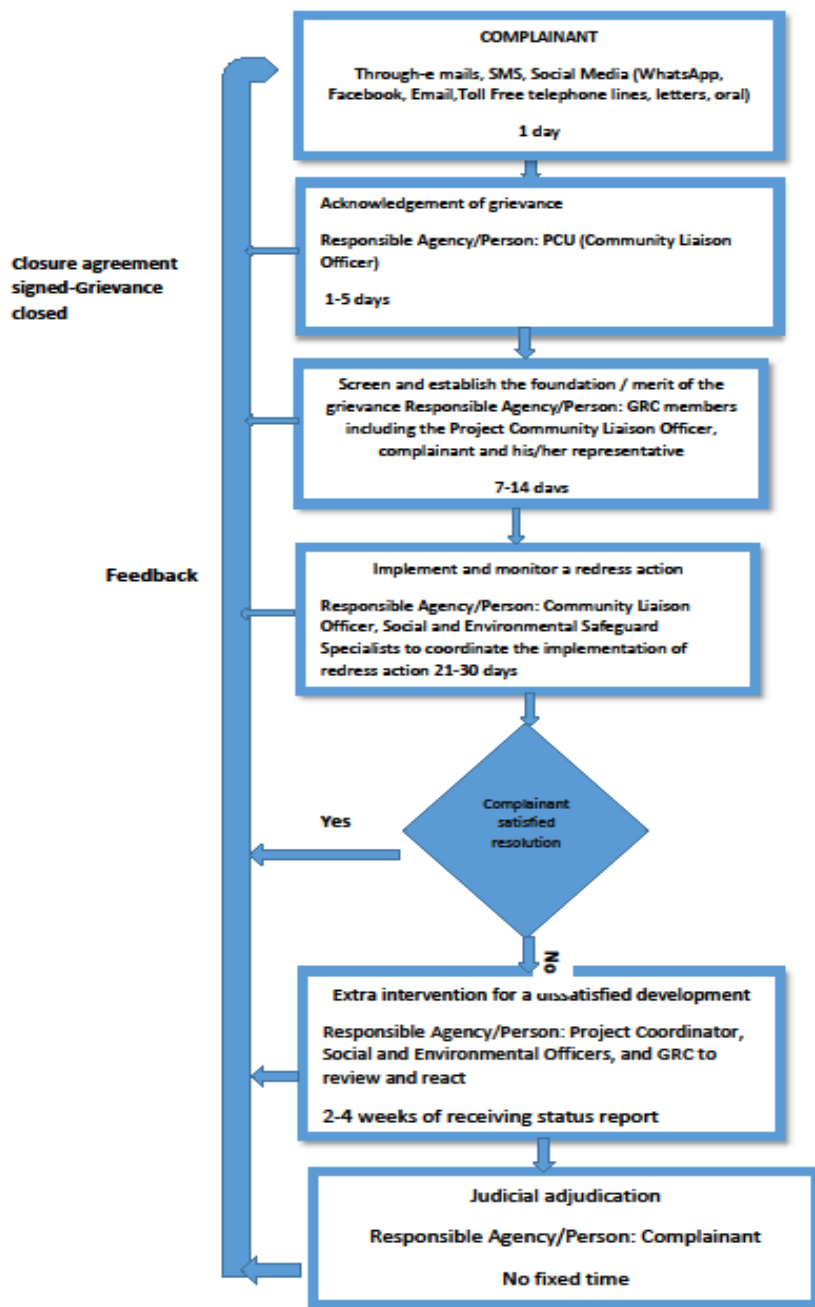 COMPLAINANT
Through-e mails, SMS, Social Media (WhatsApp,
Facebook, Email,Toll Free telephone lines, letters, oral)
1 day
Acknowledgement of grievance
Responsible Agency/Person: PCU (Community Liaison
Officer)
1-5 days
Closure agreement
signed-Grievance
closed
Screen and establish the foundation / merit of the
grievance Responsible Agency/Person: GRC members
including the Project Community Liaison Officer,
complainant and his/her representative
7-14 days
Feedback
Implement and monitor a redress action
Responsible Agency/Person: Community Liaison
Officer, Social and Environmental Safeguard
Specialists to coordinate the implementation of
redress action 21-30 days
Complainant
satisfied
resolution
Yes
No
Extra intervention for a dissatisfied development
Responsible Agency/Person: Project Coordinator,
Social and Environmental Officers, and GRC to
review and react
2-4 weeks of receiving status report
Judicial adjudication
Responsible Agency/Person: Complainant
No fixed time